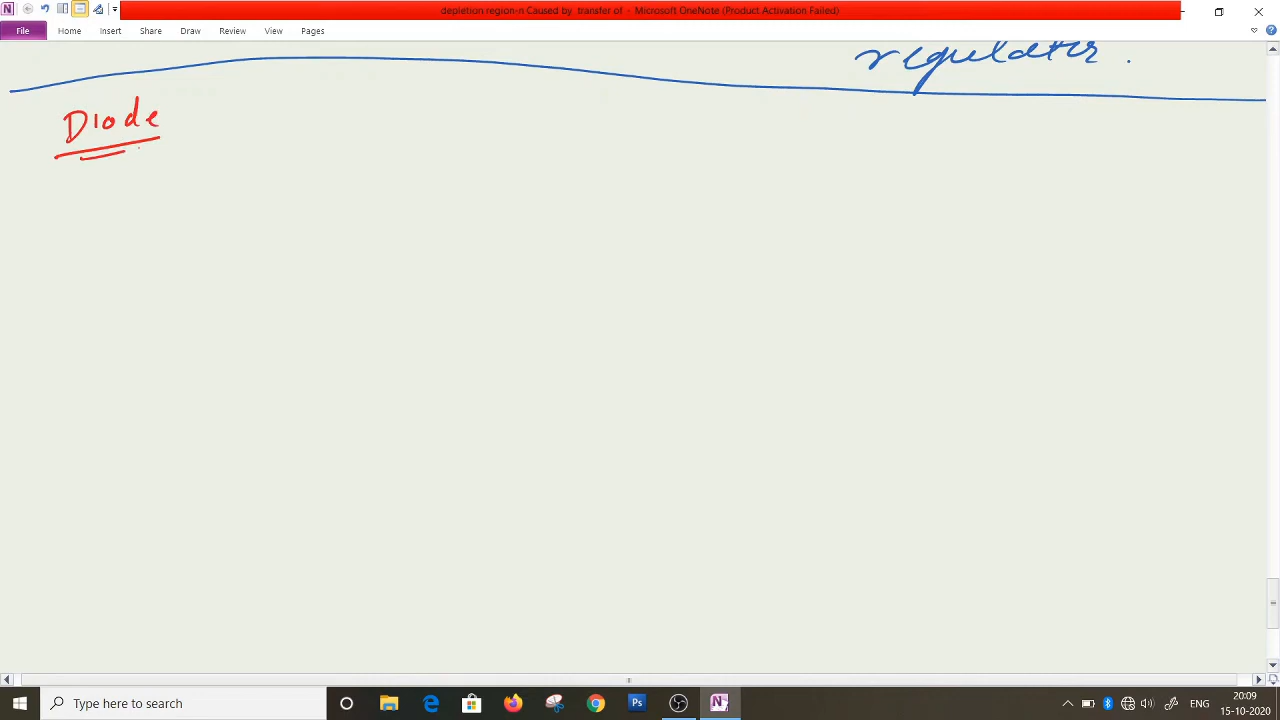 depletion region-n Caused by transfer of - Microsoft OneNote (Product Activation Failed)
File Home Insert Share Draw Review View Pages
regulater.
Diode
Type here to search
ENG
20:09
15-10-2020